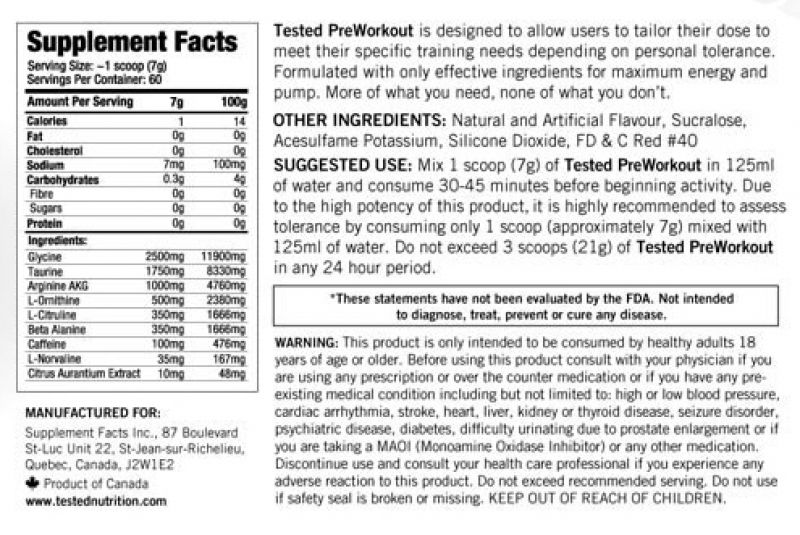 Supplement Facts
Serving Size: ~1 scoop (7g)
Servings Per Container: 60
Amount Per Serving 7g 100g
Calories 1 14
Fat 0g 0g
Cholesterol 0g 0g
Sodium 7mg 100mg
Carbohydrates 0.3g 4g
Fibre 0g 0g
Sugars 0g 0g
Protein 0g 0g
Ingredients:
Glycine 2500mg 11900mg
Taurine 1750mg 8330mg
Arginine AKG 1000mg 4760mg
L-Ornithine 500mg 2380mg
L-Citruline 350mg 1666mg
Beta Alanine 350mg 1666mg
Caffeine 100mg 476mg
L-Norvaline 35mg 167mg
Citrus Aurantium Extract 10mg 48mg
MANUFACTURED FOR:
Supplement Facts Inc., 87 Boulevard
St-Luc Unit 22, St-Jean-sur-Richelieu,
Quebec, Canada, J2W1E2
Product of Canada
www.testednutrition.com
Tested PreWorkout is designed to allow users to tailor their dose to
meet their specific training needs depending on personal tolerance.
Formulated with only effective ingredients for maximum energy and
pump. More of what you need, none of what you don't.
OTHER INGREDIENTS: Natural and Artificial Flavour, Sucralose,
Acesulfame Potassium, Silicone Dioxide, FD & C Red #40
SUGGESTED USE: Mix 1 scoop (7g) of Tested PreWorkout in 125ml
of water and consume 30-45 minutes before beginning activity. Due
to the high potency of this product, it is highly recommended to assess
tolerance by consuming only 1 scoop (approximately 7g) mixed with
125ml of water. Do not exceed 3 scoops (21g) of Tested PreWorkout
in any 24 hour period.
*These statements have not been evaluated by the FDA. Not intended
to diagnose, treat, prevent or cure any disease.
WARNING: This product is only intended to be consumed by healthy adults 18
years of age or older. Before using this product consult with your physician if you
are using any prescription or over the counter medication or if you have any pre-
existing medical condition including but not limited to: high or low blood pressure,
cardiac arrhythmia, stroke, heart, liver, kidney or thyroid disease, seizure disorder,
psychiatric disease, diabetes, difficulty urinating due to prostate enlargement or if
you are taking a MAOI (Monoamine Oxidase Inhibitor) or any other medication.
Discontinue use and consult your health care professional if you experience any
adverse reaction to this product. Do not exceed recommended serving. Do not use
if safety seal is broken or missing. KEEP OUT OF REACH OF CHILDREN.